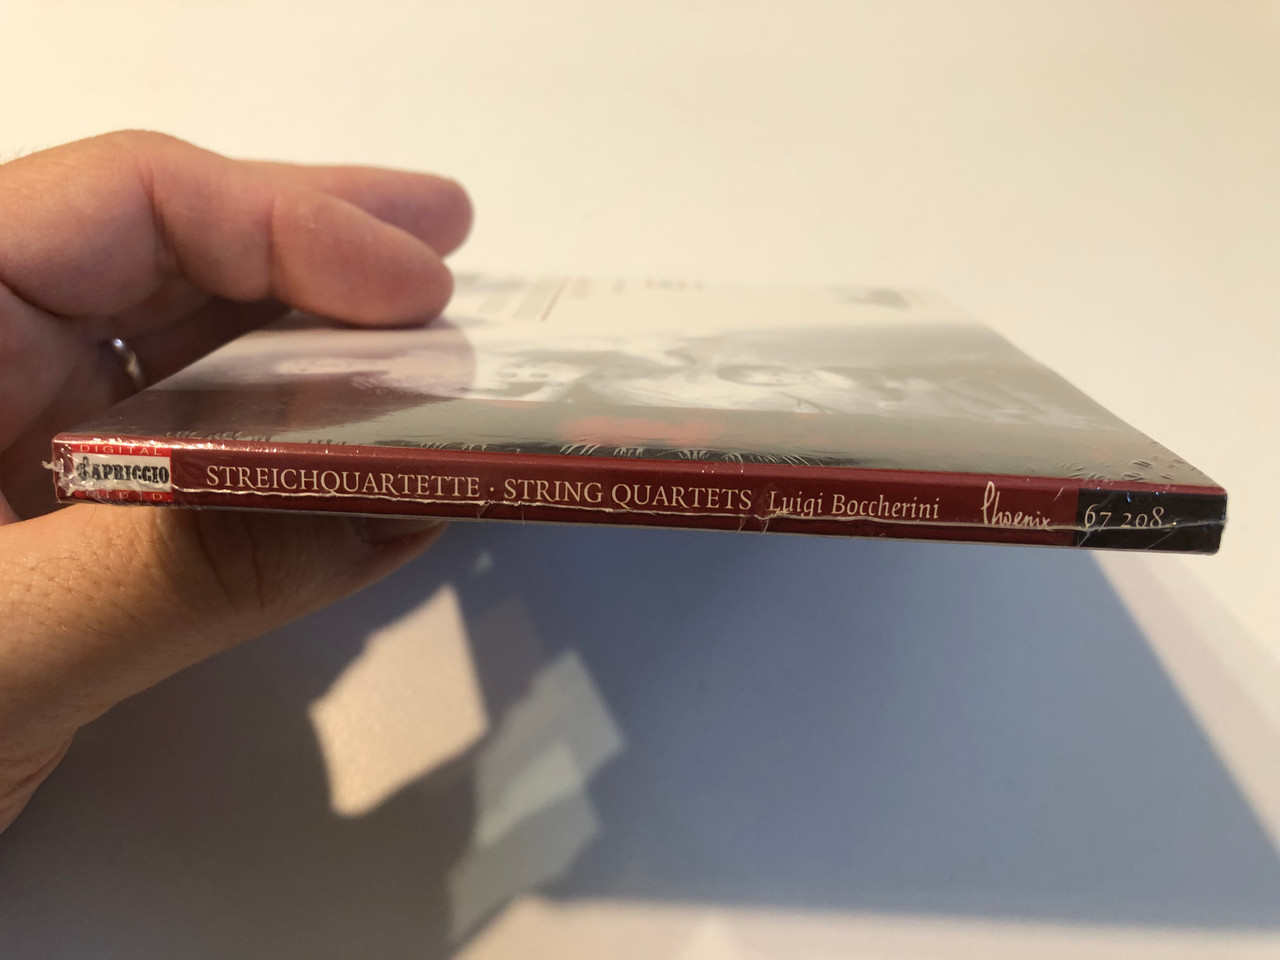 DIGITAL
CAPRICCIO
STREICHQUARTETTE · STRING QUARTETS Luigi Boccherini Phoenix 67 208